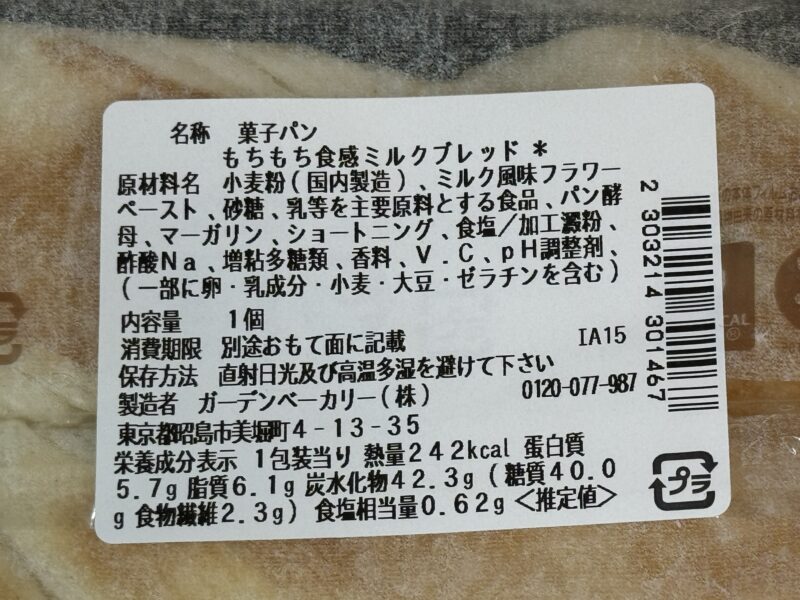 名称 菓子パン
もちもち食感ミルクブレッド＊
原材料名 小麦粉（国内製造）、ミルク風味フラワー
ペースト、砂糖、乳等を主要原料とする食品、パン酵
母、マーガリン、ショートニング、食塩／加工澱粉、
酢酸Ｎａ、増粘多糖類、香料、Ｖ．Ｃ、ｐＨ調整剤、
（一部に卵・乳成分・小麦・大豆・ゼラチンを含む）
内容量 １個
消費期限 別途おもて面に記載 IA15
保存方法 直射日光及び高温多湿を避けて下さい
製造者 ガーデンベーカリー（株） 0120-077-987
東京都昭島市美堀町４－１３－３５
栄養成分表示 １包装当り 熱量２４２kcal 蛋白質
５.７g 脂質６.１g 炭水化物４２.３g（糖質４０.０
g 食物繊維２.３g） 食塩相当量０.６２g＜推定値＞
2 303214 301467
プラ